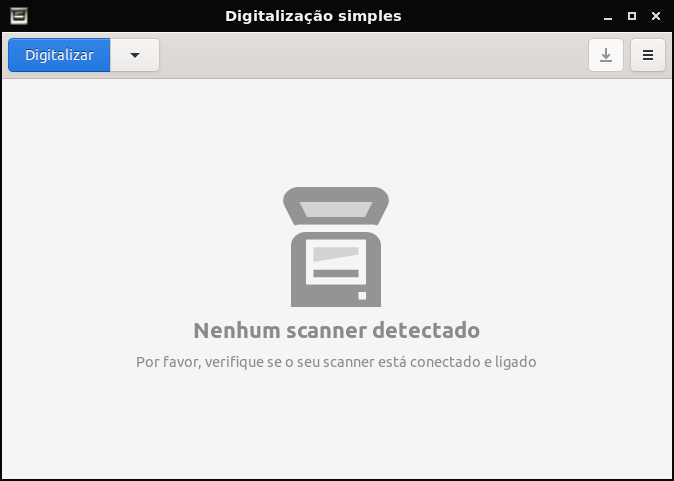 Digitalização simples
Digitalizar
Nenhum scanner detectado
Por favor, verifique se o seu scanner está conectado e ligado